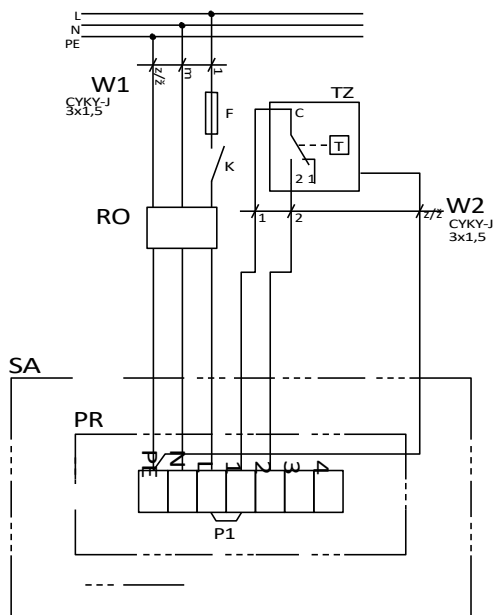 L
N
PE
W1
CYKY-J
3x1,5
z/ž
m
1
F
K
TZ
C
T
2 1
RO
1
2
z/ž
W2
CYKY-J
3x1,5
SA
PR
PE
N
L
1
2
3
4
P1